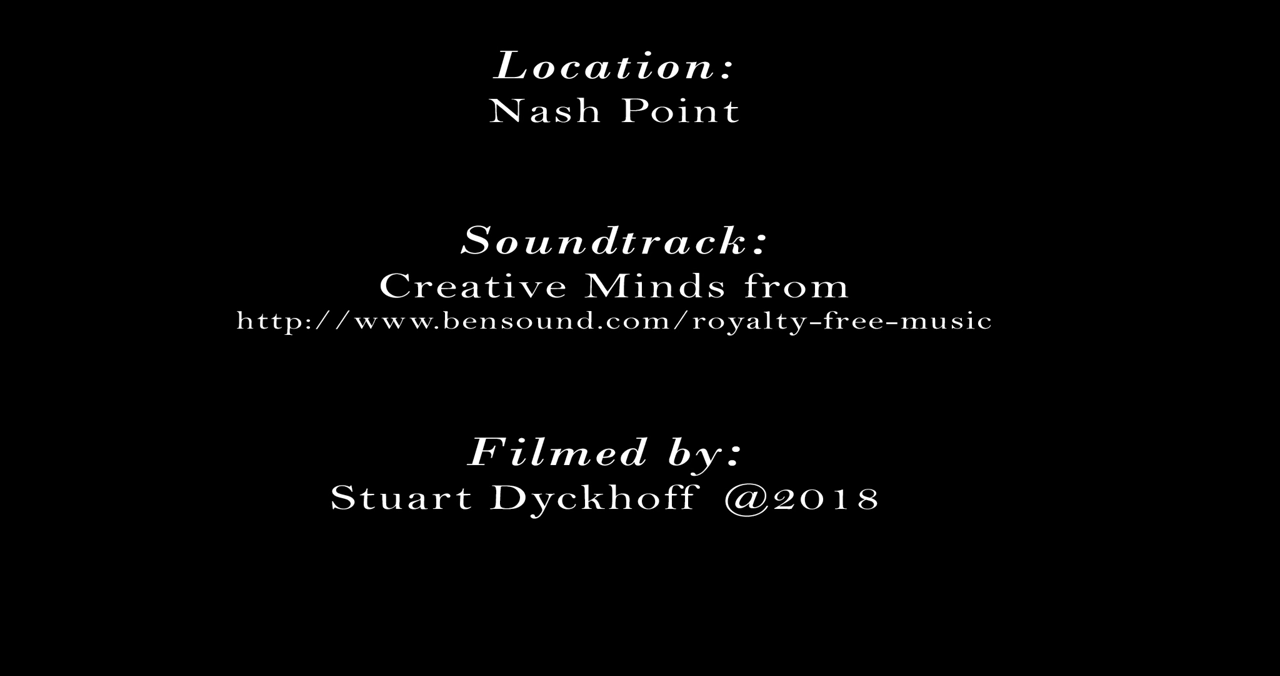 Location:
Nash Point
Soundtrack:
Creative Minds from
http://www.bensound.com/royalty-free-music
Filmed by:
Stuart Dyckhoff @2018